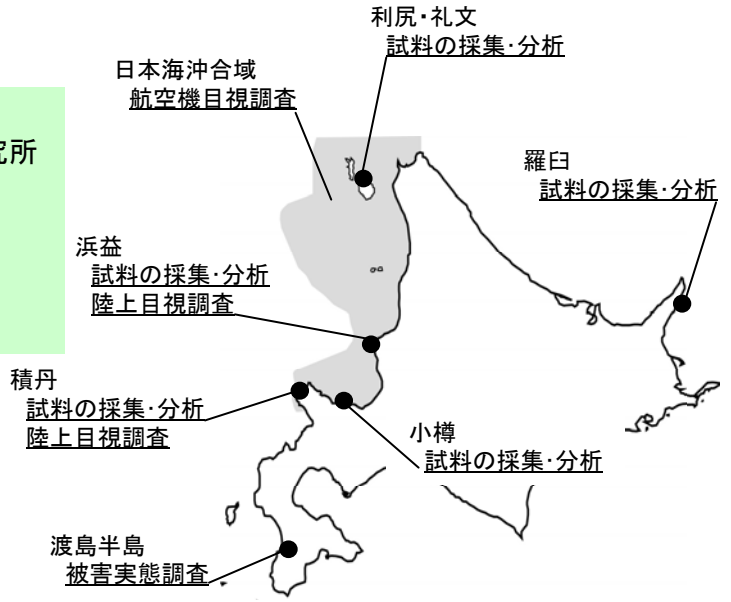 利尻・礼文
試料の採集・分析
日本海沖合域
航空機目視調査
究所
羅臼
試料の採集・分析
浜益
試料の採集・分析
陸上目視調査
積丹
試料の採集・分析
陸上目視調査
小樽
試料の採集・分析
渡島半島
被害実態調査